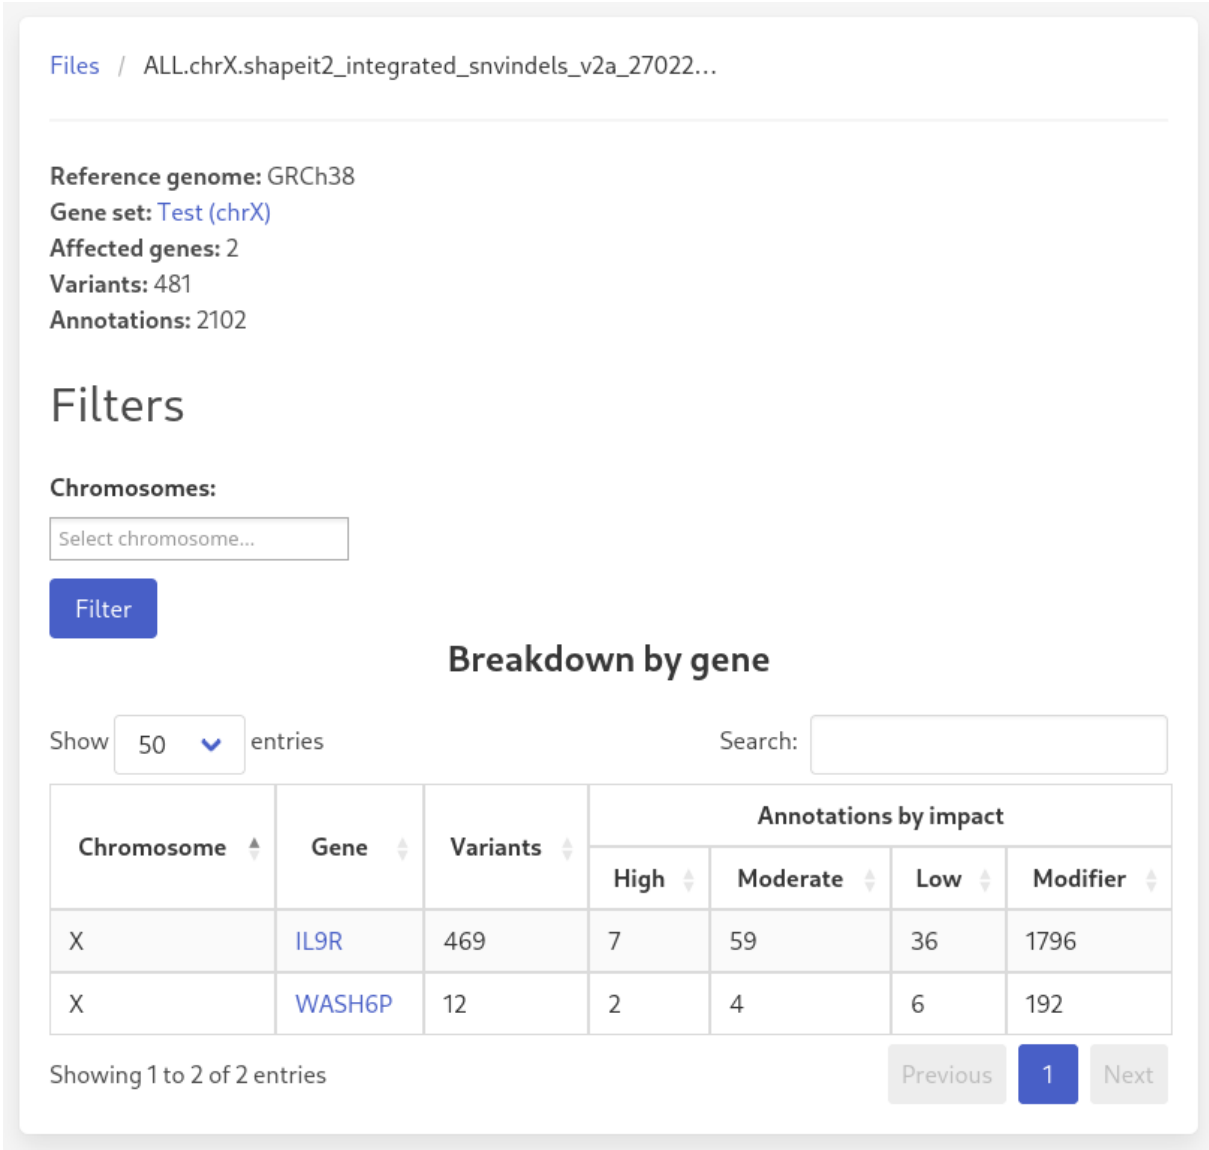 Files / ALL.chrX.shapeit2_integrated_snvindels_v2a_27022...
Reference genome: GRCh38
Gene set: Test (chrX)
Affected genes: 2
Variants: 481
Annotations: 2102
Filters
Chromosomes:
Select chromosome...
Filter
Breakdown by gene
Show 50 entries Search:
Annotations by impact
Chromosome Gene Variants
High Moderate Low Modifier
X IL9R 469 7 59 36 1796
X WASH6P 12 2 4 6 192
Showing 1 to 2 of 2 entries Previous 1 Next